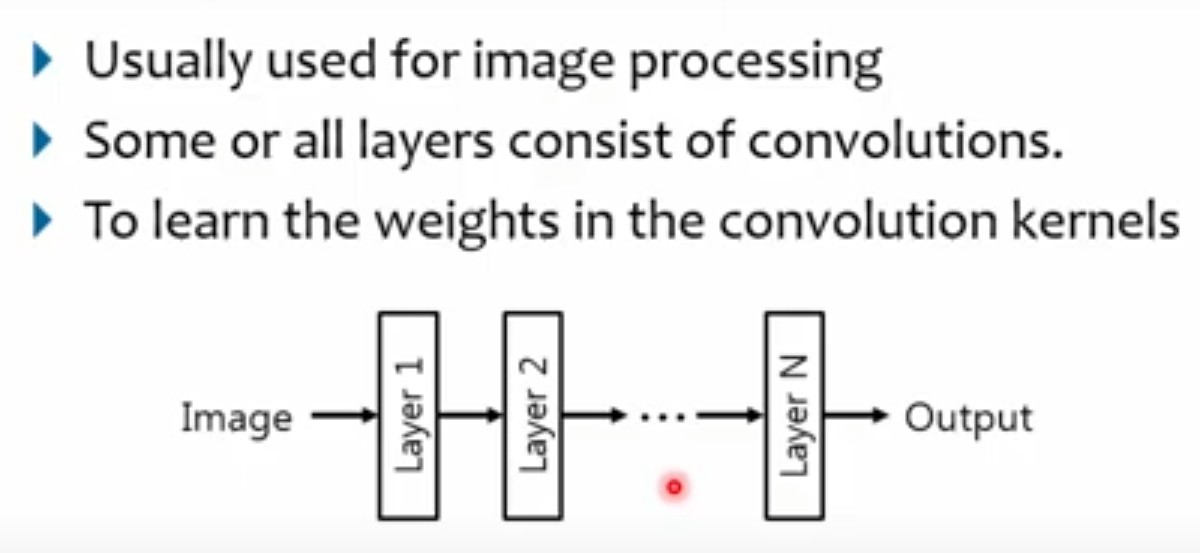 Usually used for image processing
Some or all layers consist of convolutions.
To learn the weights in the convolution kernels
Image
Layer 1
Layer 2
...
Layer N
Output